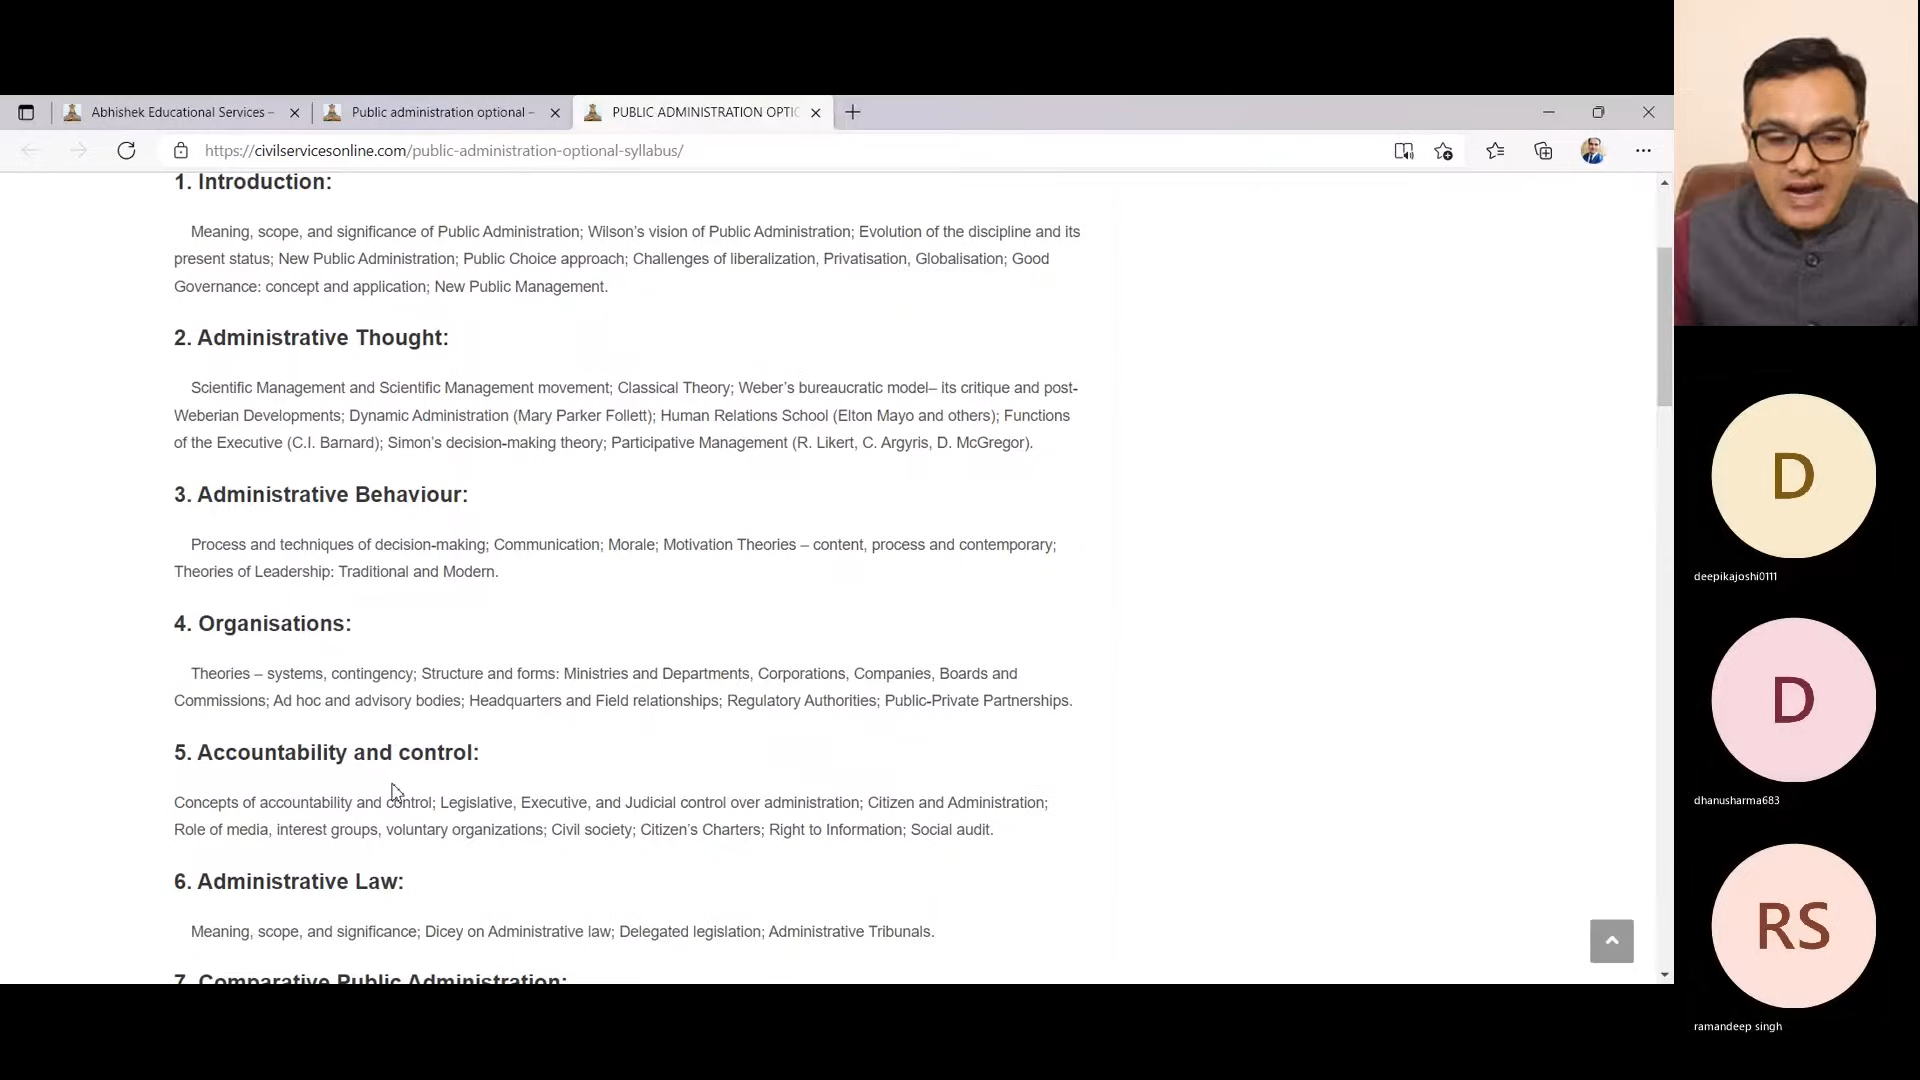 Abhishek Educational Services –
Public administration optional –
PUBLIC ADMINISTRATION OPTIC
https://civilservicesonline.com/public-administration-optional-syllabus/
1. Introduction:
Meaning, scope, and significance of Public Administration; Wilson’s vision of Public Administration; Evolution of the discipline and its
present status; New Public Administration; Public Choice approach; Challenges of liberalization, Privatisation, Globalisation; Good
Governance: concept and application; New Public Management.
2. Administrative Thought:
Scientific Management and Scientific Management movement; Classical Theory; Weber’s bureaucratic model– its critique and post-
Weberian Developments; Dynamic Administration (Mary Parker Follett); Human Relations School (Elton Mayo and others); Functions
of the Executive (C.I. Barnard); Simon’s decision-making theory; Participative Management (R. Likert, C. Argyris, D. McGregor).
3. Administrative Behaviour:
Process and techniques of decision-making; Communication; Morale; Motivation Theories – content, process and contemporary;
Theories of Leadership: Traditional and Modern.
4. Organisations:
Theories – systems, contingency; Structure and forms: Ministries and Departments, Corporations, Companies, Boards and
Commissions; Ad hoc and advisory bodies; Headquarters and Field relationships; Regulatory Authorities; Public-Private Partnerships.
5. Accountability and control:
Concepts of accountability and control; Legislative, Executive, and Judicial control over administration; Citizen and Administration;
Role of media, interest groups, voluntary organizations; Civil society; Citizen’s Charters; Right to Information; Social audit.
6. Administrative Law:
Meaning, scope, and significance; Dicey on Administrative law; Delegated legislation; Administrative Tribunals.
7. Comparative Public Administration:
D
deepikajoshi0111
D
dhanusharma683
RS
ramandeep singh